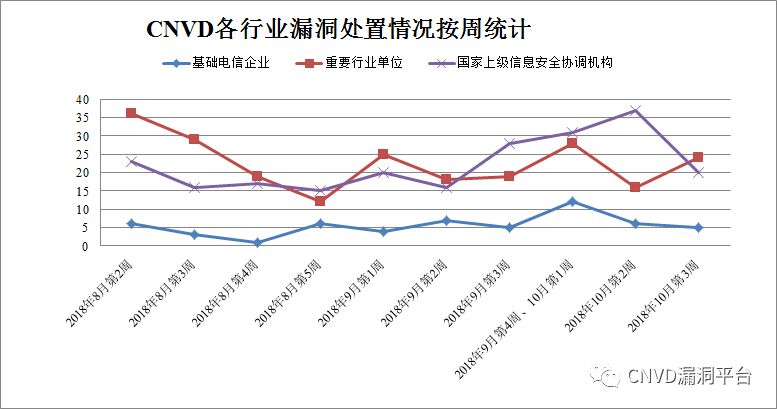 CNVD各行业漏洞处置情况按周统计
基础电信企业 重要行业单位 国家上级信息安全协调机构
40
35
30
25
20
15
10
5
0
2018年8月第2周
2018年8月第3周
2018年8月第4周
2018年8月第5周
2018年9月第1周
2018年9月第2周
2018年9月第3周
2018年9月第4周、10月第1周
2018年10月第2周
2018年10月第3周
CNVD漏洞平台